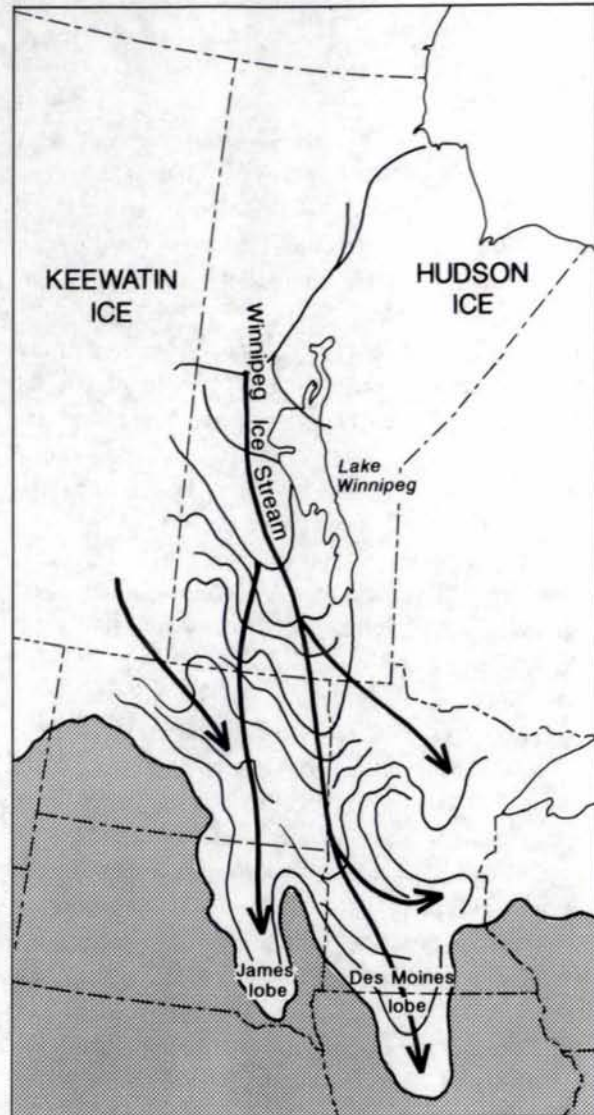 KEEWATIN
ICE
HUDSON
ICE
Winnipeg Ice Stream
Lake
Winnipeg
James
lobe
Des Moines
lobe